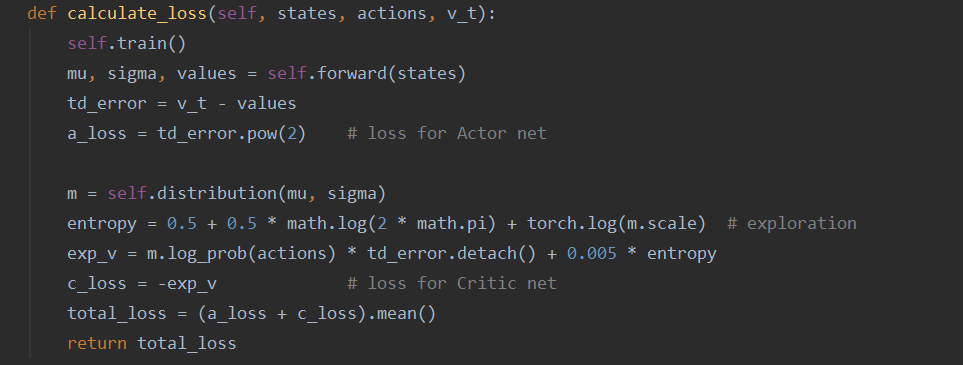 def calculate_loss(self, states, actions, v_t):
    self.train()
    mu, sigma, values = self.forward(states)
    td_error = v_t - values
    a_loss = td_error.pow(2)    # loss for Actor net
    m = self.distribution(mu, sigma)
    entropy = 0.5 + 0.5 * math.log(2 * math.pi) + torch.log(m.scale)  # exploration
    exp_v = m.log_prob(actions) * td_error.detach() + 0.005 * entropy
    c_loss = -exp_v             # loss for Critic net
    total_loss = (a_loss + c_loss).mean()
    return total_loss